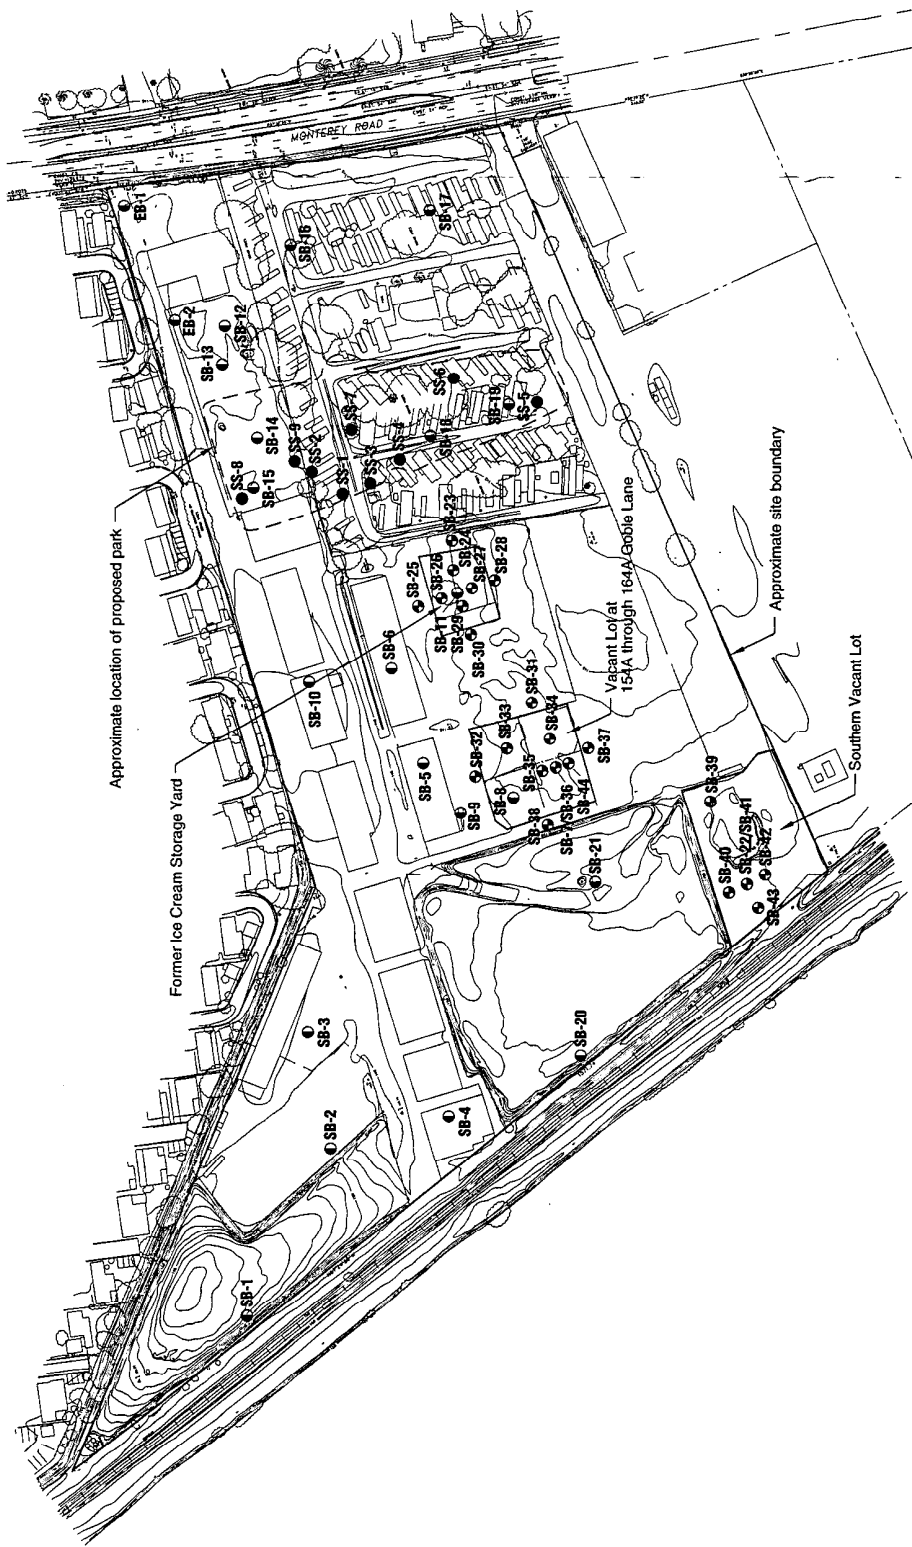 MONTEREY ROAD
EB-1
EB-2
SB-12
SB-13
SB-14
SB-15
SS-8
SS-9
SS-2
SS-1
SB-16
SB-17
SS-7
SS-6
SS-3
SS-4
SB-18
SB-19
SS-5
Approximate location of proposed park
Former Ice Cream Storage Yard
SB-10
SB-6
SB-5
SB-9
SB-25
SB-26
SB-11
SB-29
SB-30
SB-23
SB-24
SB-27
SB-28
SB-31
SB-32
SB-33
SB-34
SB-35
SB-8
SB-38
SB-7/SB-36
SB-44
SB-37
Vacant Lot at
154A through 164A Goble Lane
Approximate site boundary
Southern Vacant Lot
SB-39
SB-40
SB-22/SB-41
SB-42
SB-43
SB-21
SB-20
SB-3
SB-2
SB-4
SB-1